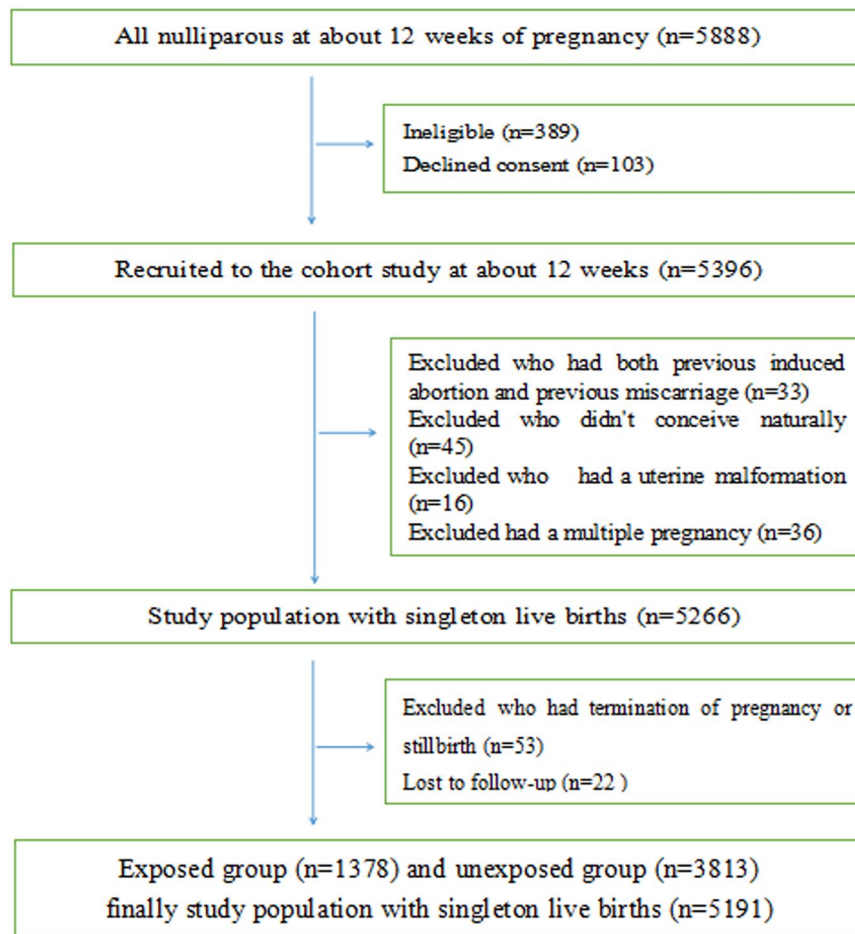 All nulliparous at about 12 weeks of pregnancy (n=5888)
Ineligible (n=389)
Declined consent (n=103)
Recruited to the cohort study at about 12 weeks (n=5396)
Excluded who had both previous induced
abortion and previous miscarriage (n=33)
Excluded who didn't conceive naturally
(n=45)
Excluded who had a uterine malformation
(n=16)
Excluded had a multiple pregnancy (n=36)
Study population with singleton live births (n=5266)
Excluded who had termination of pregnancy or
stillbirth (n=53)
Lost to follow-up (n=22 )
Exposed group (n=1378) and unexposed group (n=3813)
finally study population with singleton live births (n=5191)